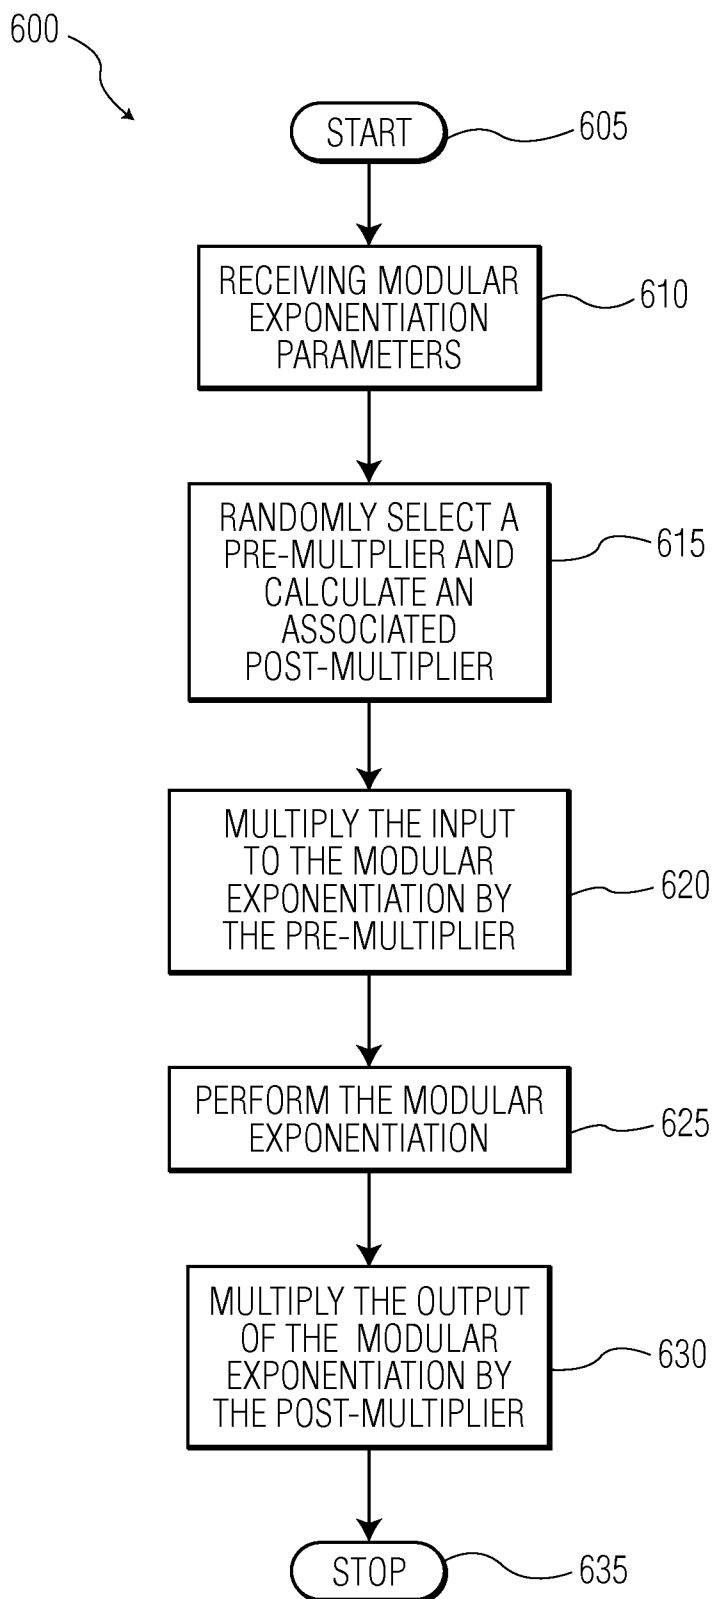 600
START
605
RECEIVING MODULAR
EXPONENTIATION
PARAMETERS
610
RANDOMLY SELECT A
PRE-MULTPLIER AND
CALCULATE AN
ASSOCIATED
POST-MULTIPLIER
615
MULTIPLY THE INPUT
TO THE MODULAR
EXPONENTIATION BY
THE PRE-MULTIPLIER
620
PERFORM THE MODULAR
EXPONENTIATION
625
MULTIPLY THE OUTPUT
OF THE MODULAR
EXPONENTIATION BY
THE POST-MULTIPLIER
630
STOP
635